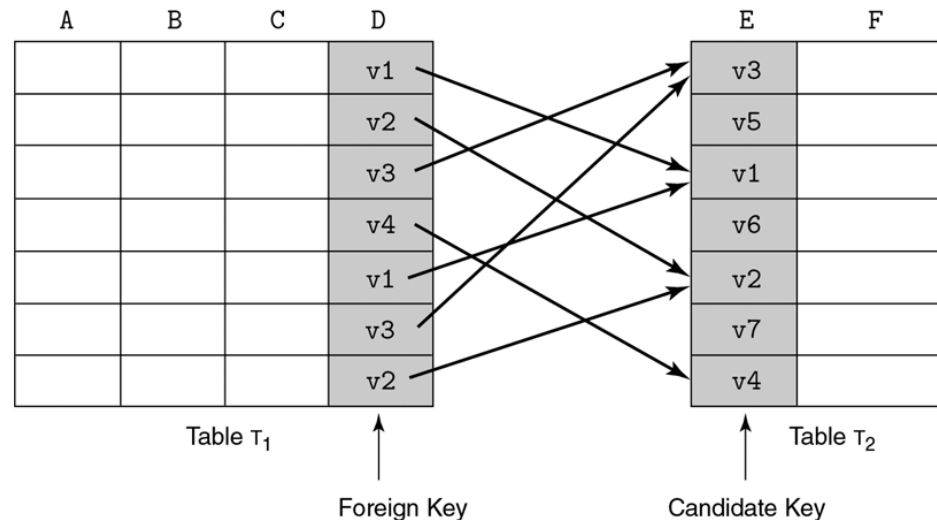 A B C D E F
v1 v3
v2 v5
v3 v1
v4 v6
v1 v2
v3 v7
v2 v4
Table T1 Table T2
Foreign Key Candidate Key